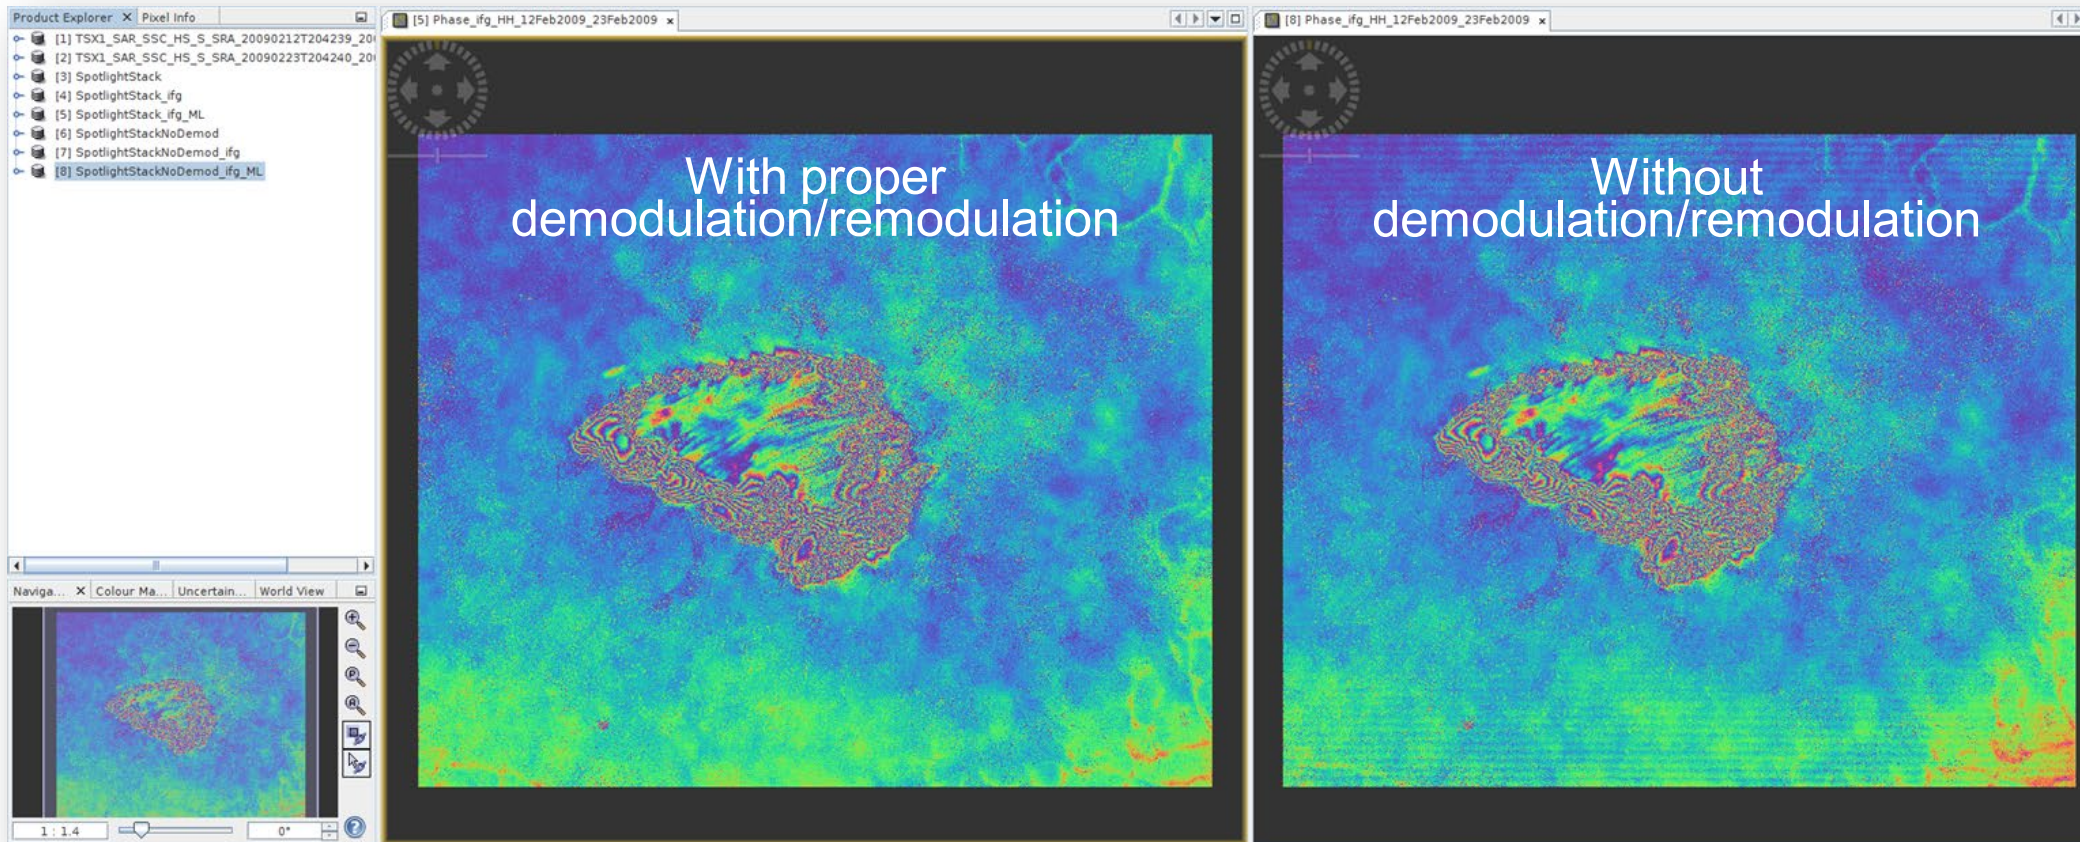 Product Explorer X Pixel Info
[1] TSX1_SAR_SSC_HS_S_SRA_20090212T204239_20
[2] TSX1_SAR_SSC_HS_S_SRA_20090223T204240_20
[3] SpotlightStack
[4] SpotlightStack_ifg
[5] SpotlightStack_ifg_ML
[6] SpotlightStackNoDemod
[7] SpotlightStackNoDemod_ifg
[8] SpotlightStackNoDemod_ifg_ML
Naviga... X Colour Ma... Uncertain... World View
1 : 1.4
0°
[5] Phase_ifg_HH_12Feb2009_23Feb2009 x
With proper
demodulation/remodulation
[8] Phase_ifg_HH_12Feb2009_23Feb2009 x
Without
demodulation/remodulation